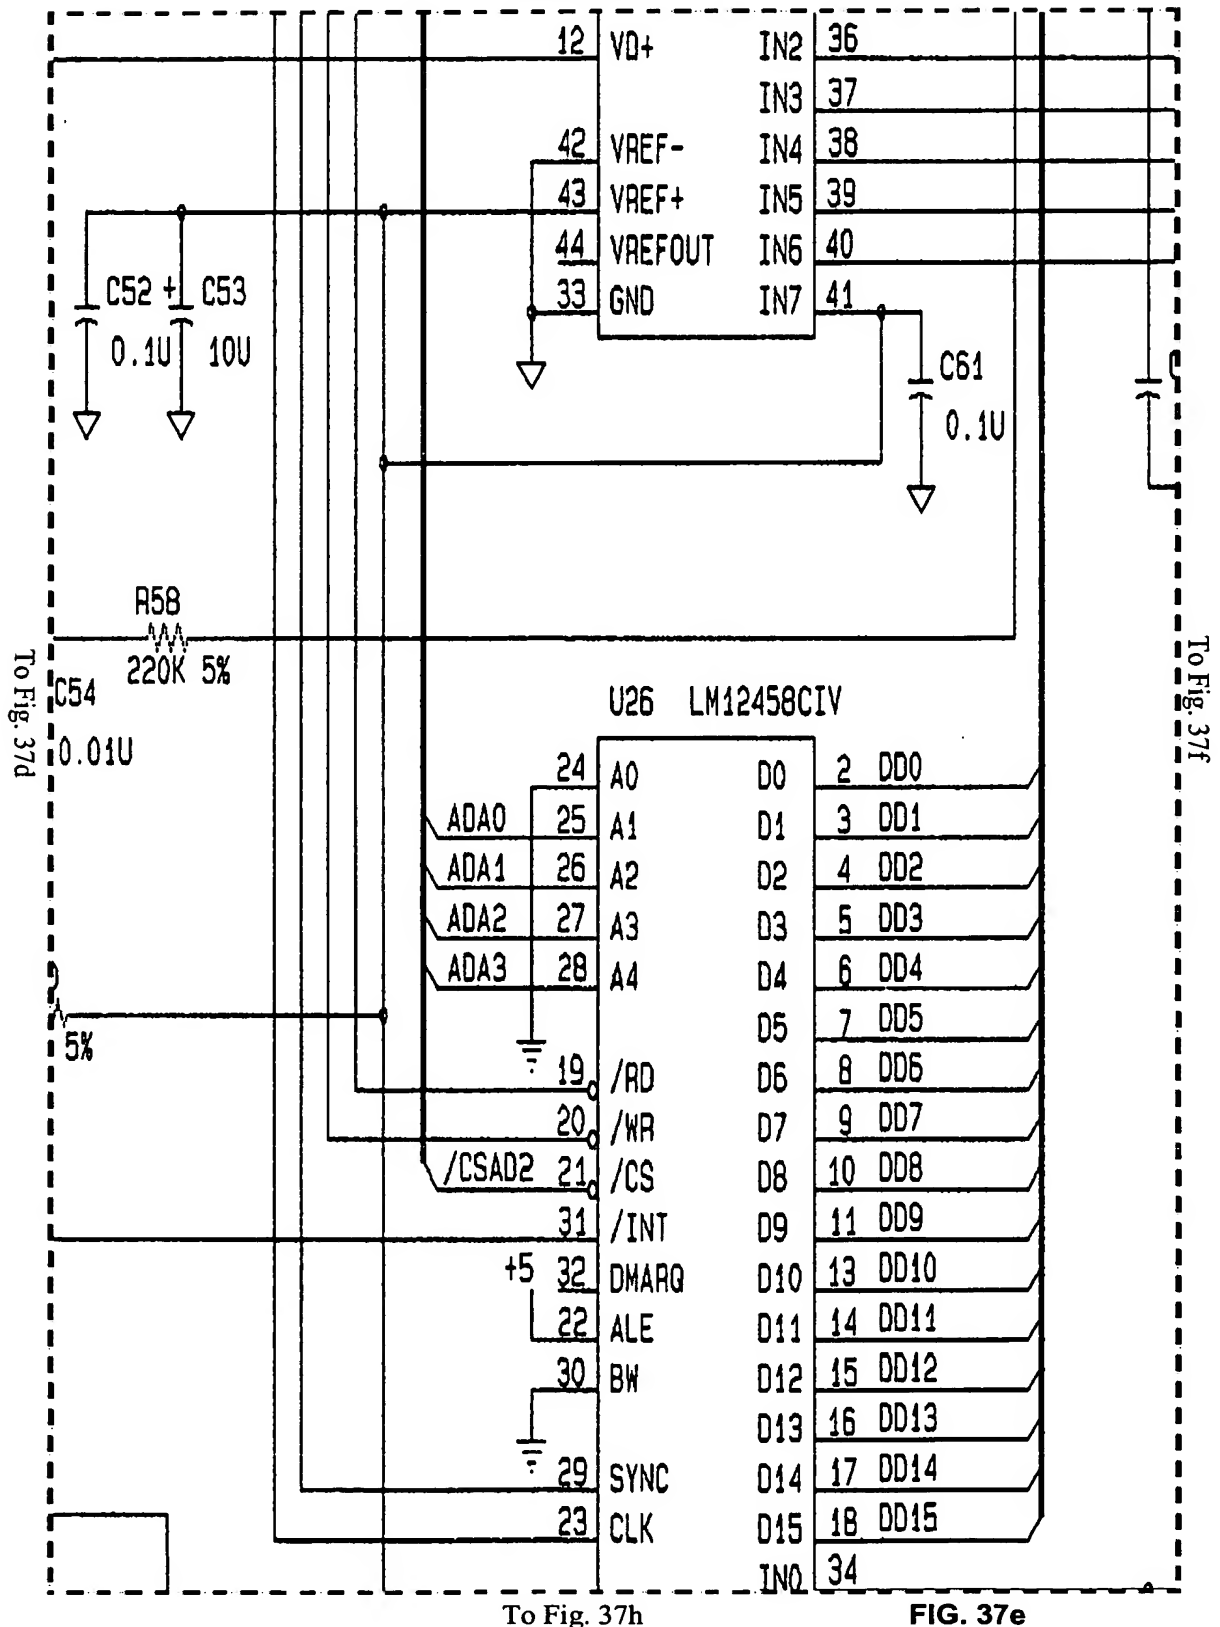 12 VD+ IN2 36
IN3 37
42 VREF- IN4 38
43 VREF+ IN5 39
44 VREFOUT IN6 40
C52 + C53 33 GND IN7 41
0.1U 10U
C61
0.1U
R58
220K 5%
To Fig. 37d
To Fig. 37f
C54
0.01U
U26 LM12458CIV
24 A0 D0 2 DD0
ADA0 25 A1 D1 3 DD1
ADA1 26 A2 D2 4 DD2
ADA2 27 A3 D3 5 DD3
ADA3 28 A4 D4 6 DD4
D5 7 DD5
5%
19 /RD D6 8 DD6
20 /WR D7 9 DD7
/CSAD2 21 /CS D8 10 DD8
31 /INT D9 11 DD9
+5 32 DMARQ D10 13 DD10
22 ALE D11 14 DD11
30 BW D12 15 DD12
D13 16 DD13
29 SYNC D14 17 DD14
23 CLK D15 18 DD15
IN0 34
To Fig. 37h
FIG. 37e